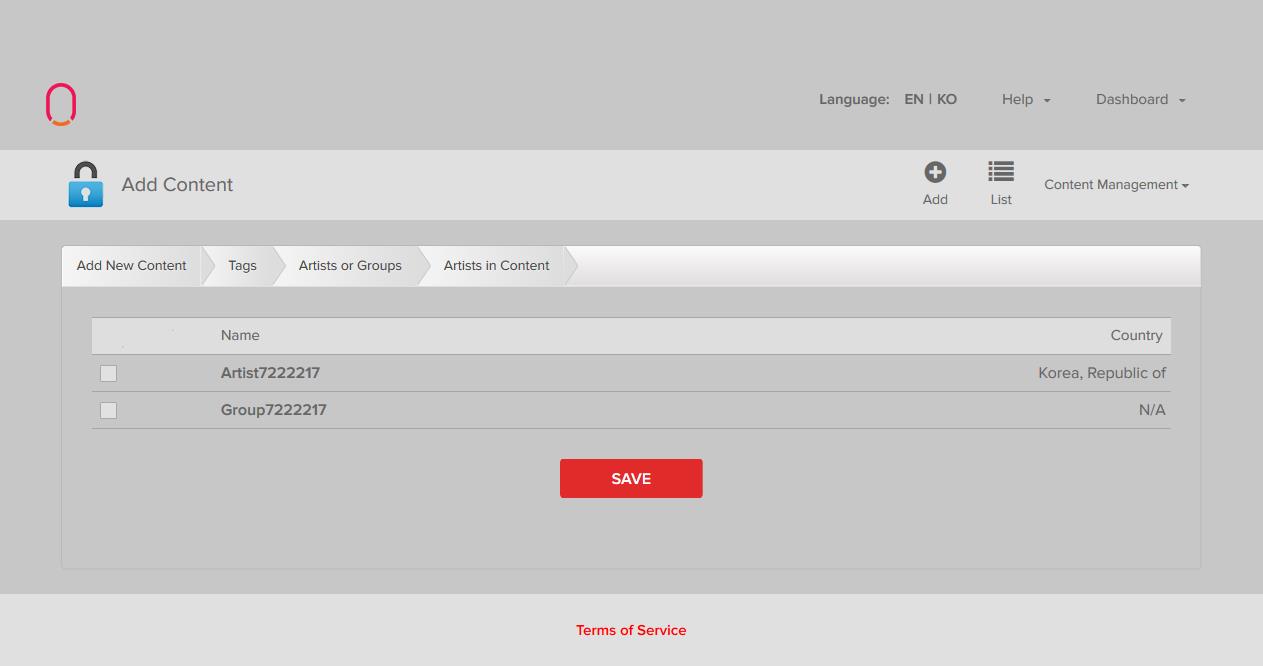 Language: EN | KO Help Dashboard
Add Content
Add List Content Management
Add New Content Tags Artists or Groups Artists in Content
Name Country
Artist7222217 Korea, Republic of
Group7222217 N/A
SAVE
Terms of Service